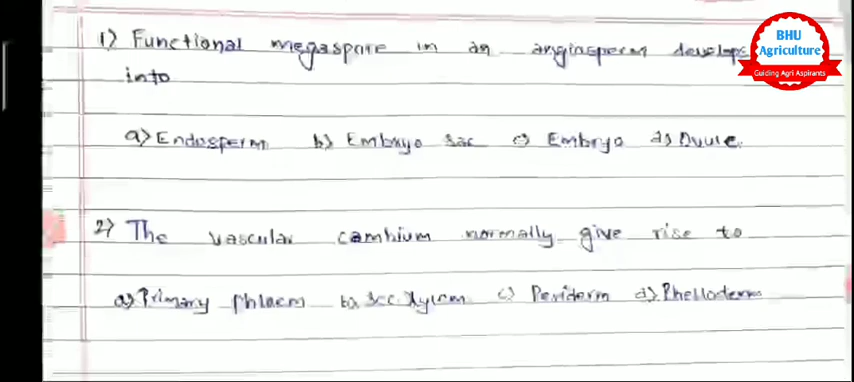 1) Functional megaspore in an angiosperm develops
into
a) Endosperm b) Embryo sac c) Embryo d) Ovule.
2) The vascular cambium normally give rise to
a) Primary phloem b) Sec. Xylem c) Periderm d) Phelloderm
BHU
Agriculture
Guiding Agri Aspirants